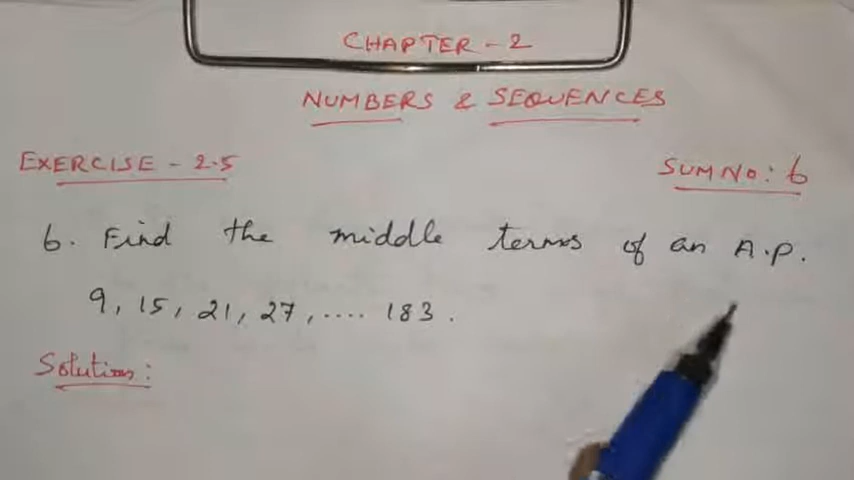 CHAPTER - 2
NUMBERS & SEQUENCES
EXERCISE - 2.5
SUM NO: 6
6. Find the middle terms of an A.P.
9, 15, 21, 27, .... 183.
Solution: